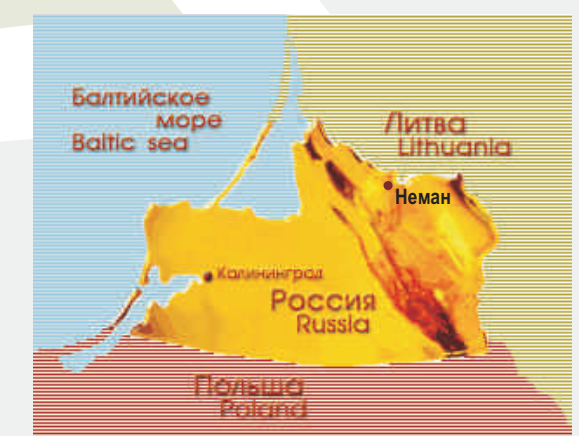 Балтийское
море
Baltic sea
Литва
Lithuania
Неман
Калининград
Россия
Russia
Польша
Poland